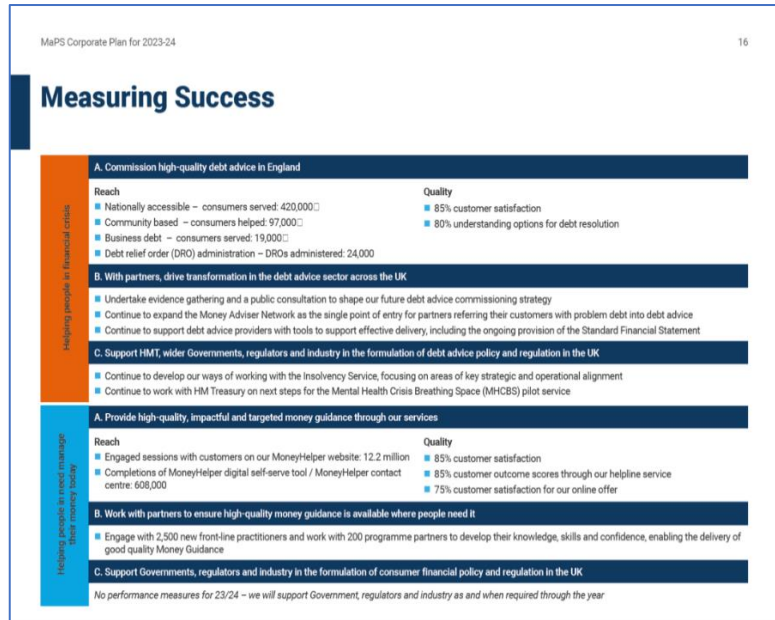 MaPS Corporate Plan for 2023-24
16
Measuring Success
Helping people in financial crisis
A. Commission high-quality debt advice in England
Reach
Nationally accessible – consumers served: 420,000□
Community based – consumers helped: 97,000□
Business debt – consumers served: 19,000□
Debt relief order (DRO) administration – DROs administered: 24,000
Quality
85% customer satisfaction
80% understanding options for debt resolution
B. With partners, drive transformation in the debt advice sector across the UK
Undertake evidence gathering and a public consultation to shape our future debt advice commissioning strategy
Continue to expand the Money Adviser Network as the single point of entry for partners referring their customers with problem debt into debt advice
Continue to support debt advice providers with tools to support effective delivery, including the ongoing provision of the Standard Financial Statement
C. Support HMT, wider Governments, regulators and industry in the formulation of debt advice policy and regulation in the UK
Continue to develop our ways of working with the Insolvency Service, focusing on areas of key strategic and operational alignment
Continue to work with HM Treasury on next steps for the Mental Health Crisis Breathing Space (MHCBS) pilot service
Helping people in need manage
their money today
A. Provide high-quality, impactful and targeted money guidance through our services
Reach
Engaged sessions with customers on our MoneyHelper website: 12.2 million
Completions of MoneyHelper digital self-serve tool / MoneyHelper contact
centre: 608,000
Quality
85% customer satisfaction
85% customer outcome scores through our helpline service
75% customer satisfaction for our online offer
B. Work with partners to ensure high-quality money guidance is available where people need it
Engage with 2,500 new front-line practitioners and work with 200 programme partners to develop their knowledge, skills and confidence, enabling the delivery of
good quality Money Guidance
C. Support Governments, regulators and industry in the formulation of consumer financial policy and regulation in the UK
No performance measures for 23/24 – we will support Government, regulators and industry as and when required through the year